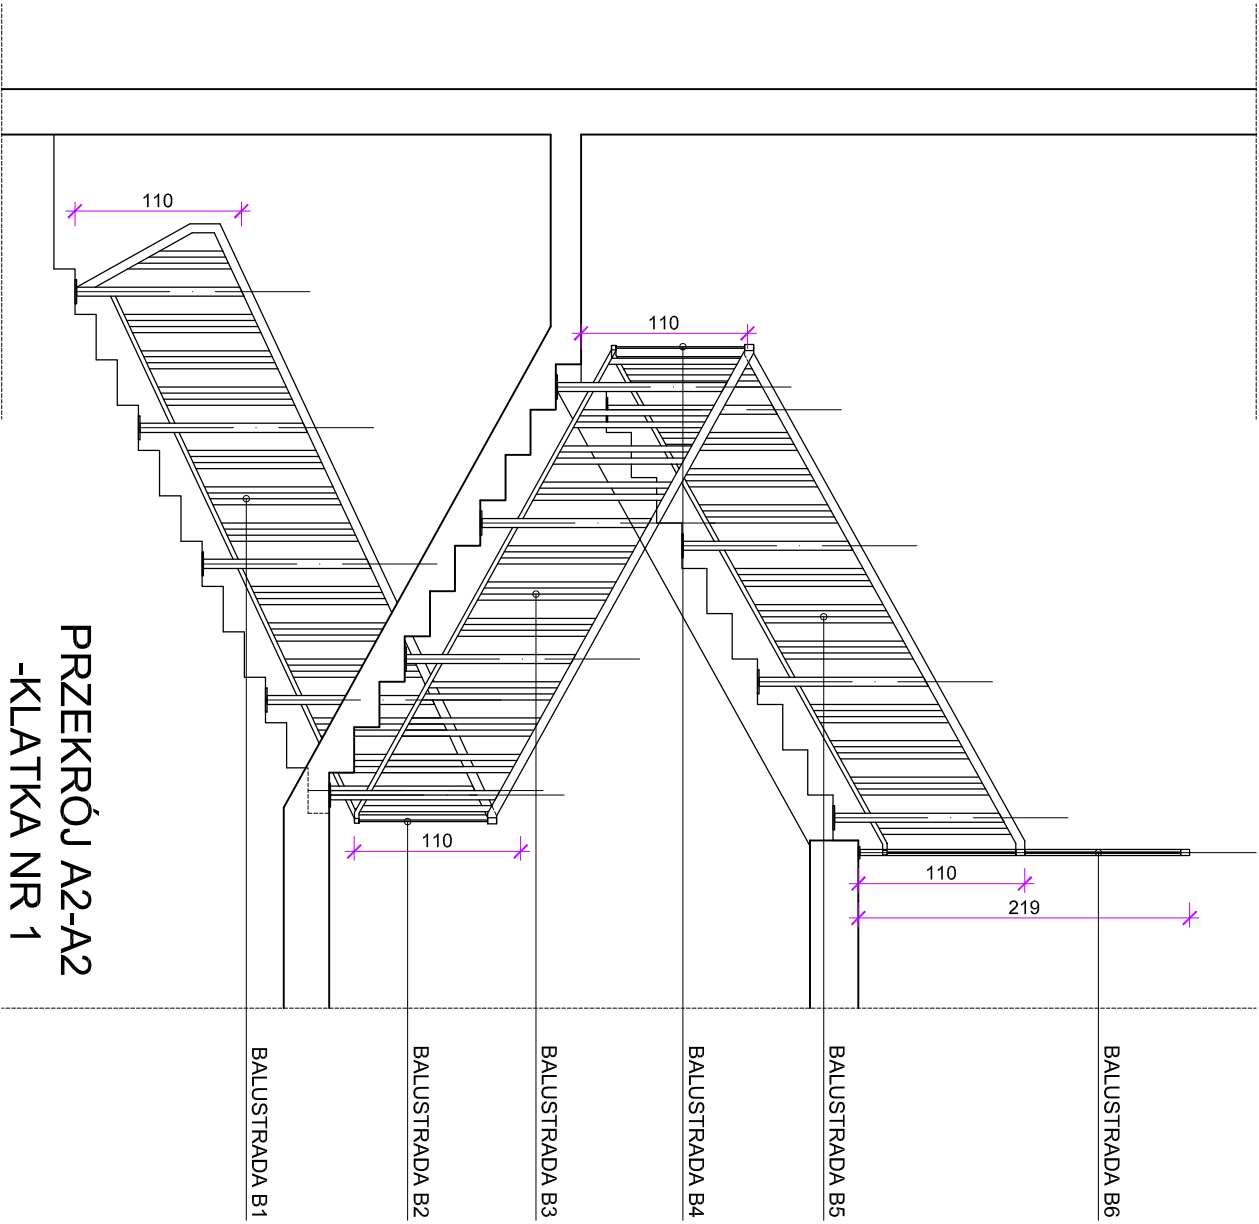 110
110
110
110
219
PRZEKRÓJ A2-A2
-KLATKA NR 1
BALUSTRADA B1
BALUSTRADA B2
BALUSTRADA B3
BALUSTRADA B4
BALUSTRADA B5
BALUSTRADA B6